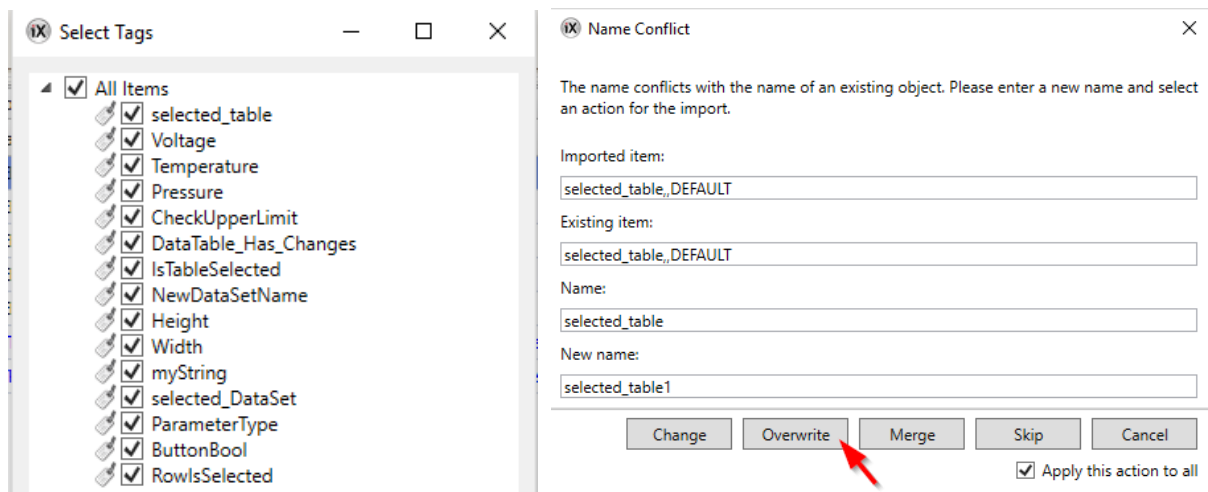 iX Select Tags
All Items
selected_table
Voltage
Temperature
Pressure
CheckUpperLimit
DataTable_Has_Changes
IsTableSelected
NewDataSetName
Height
Width
myString
selected_DataSet
ParameterType
ButtonBool
RowIsSelected
iX Name Conflict
The name conflicts with the name of an existing object. Please enter a new name and select
an action for the import.
Imported item:
selected_table,,DEFAULT
Existing item:
selected_table,,DEFAULT
Name:
selected_table
New name:
selected_table1
Change Overwrite Merge Skip Cancel
Apply this action to all